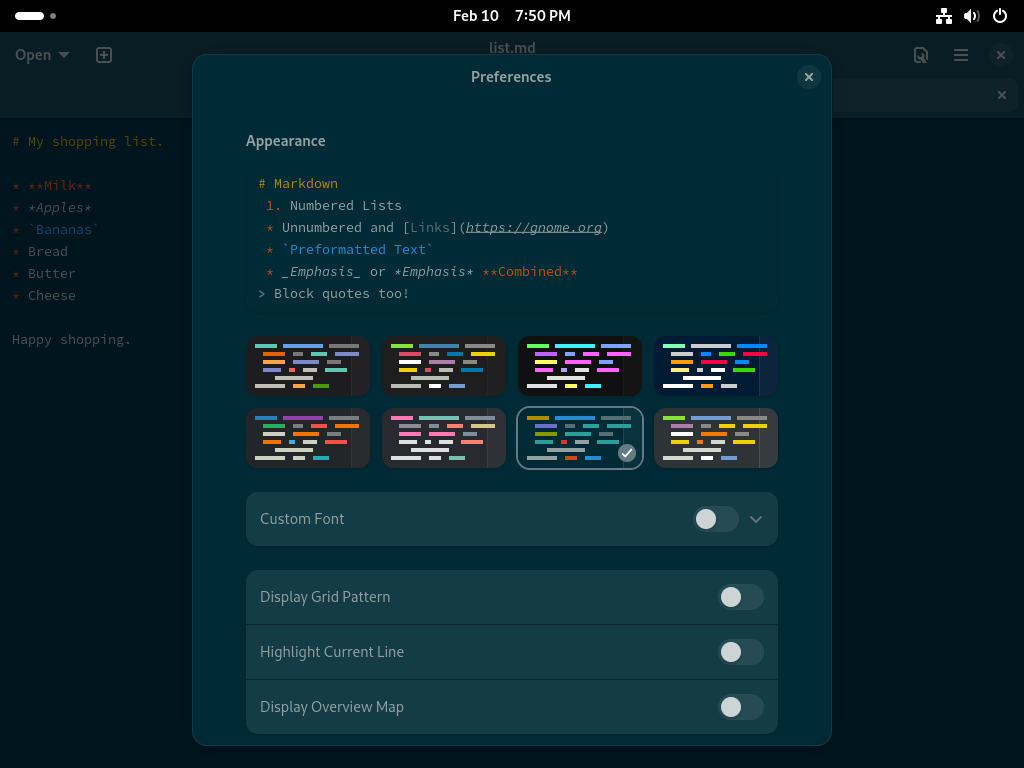 Feb 10 7:50 PM
Open
list.md
Preferences
# My shopping list.
* **Milk**
* *Apples*
* `Bananas`
* Bread
* Butter
* Cheese
Happy shopping.
Appearance
# Markdown
1. Numbered Lists
* Unnumbered and [Links](https://gnome.org)
* `Preformatted Text`
* _Emphasis_ or *Emphasis* **Combined**
> Block quotes too!
Custom Font
Display Grid Pattern
Highlight Current Line
Display Overview Map